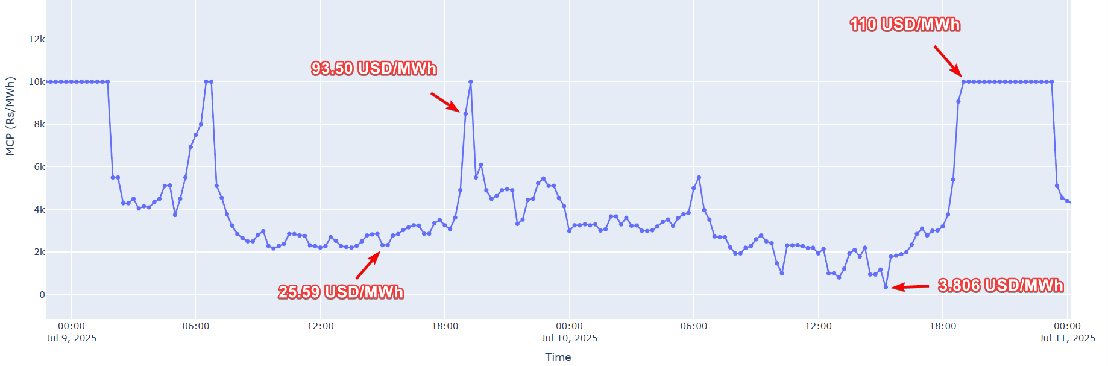 110 USD/MWh
12k
93.50 USD/MWh
10k
8k
MCP (Rs/MWh)
6k
4k
2k
25.59 USD/MWh
3.806 USD/MWh
0
00:00 06:00 12:00 18:00 00:00 06:00 12:00 18:00 00:00
Jul 9, 2025 Jul 10, 2025 Jul 11, 2025
Time